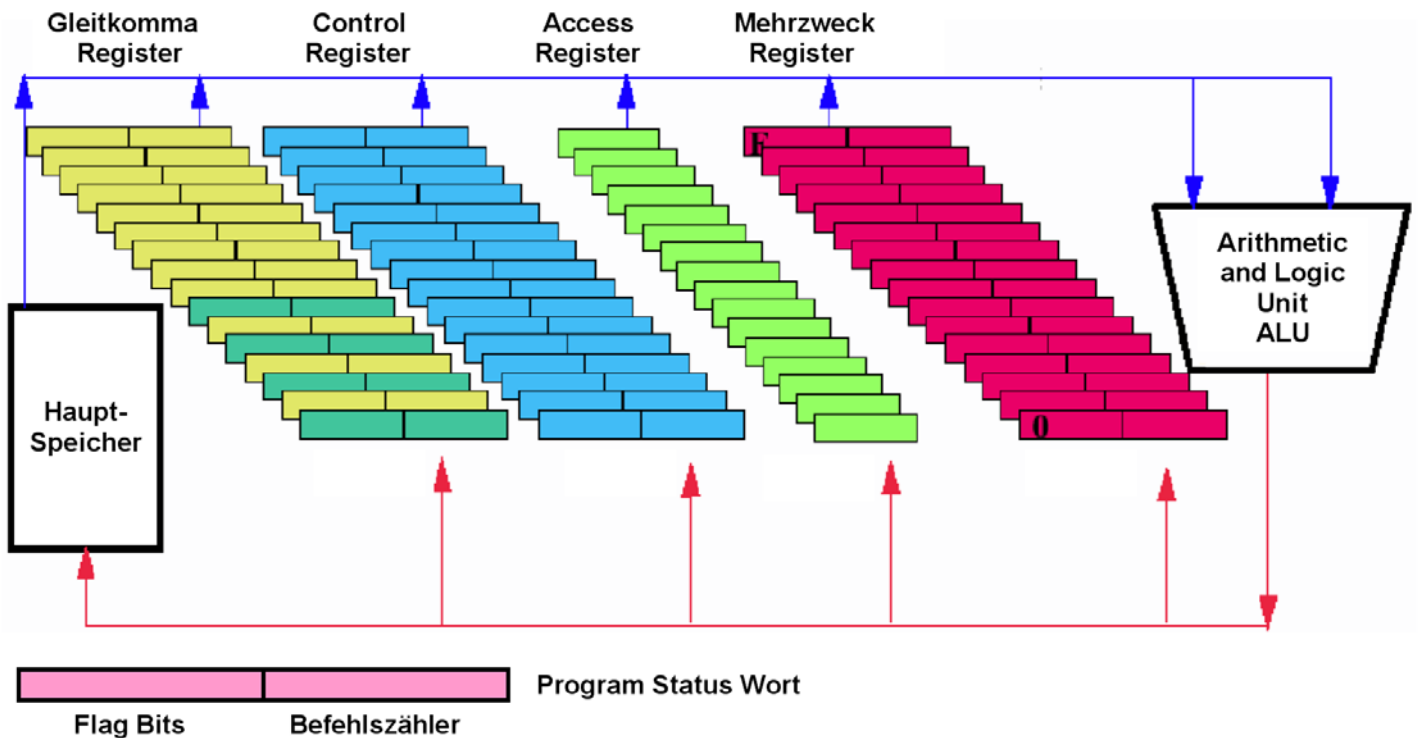 Gleitkomma
Register
Control
Register
Access
Register
Mehrzweck
Register
F
0
Haupt-
Speicher
Arithmetic
and Logic
Unit
ALU
Program Status Wort
Flag Bits
Befehlszähler